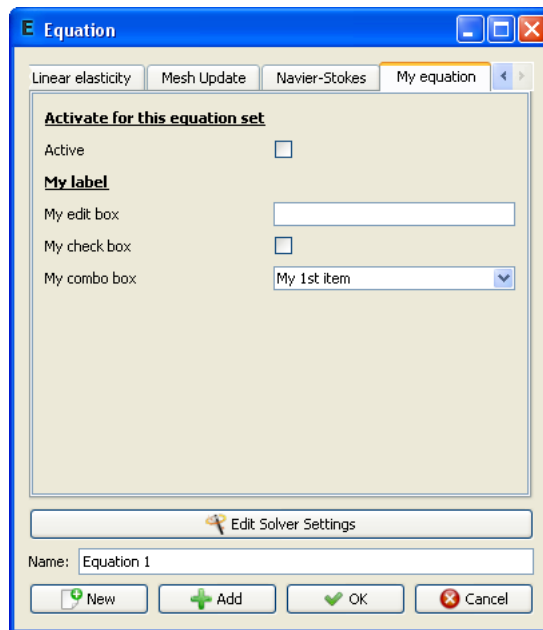 E Equation
Linear elasticity Mesh Update Navier-Stokes My equation
Activate for this equation set
Active
My label
My edit box
My check box
My combo box My 1st item
Edit Solver Settings
Name: Equation 1
New Add OK Cancel